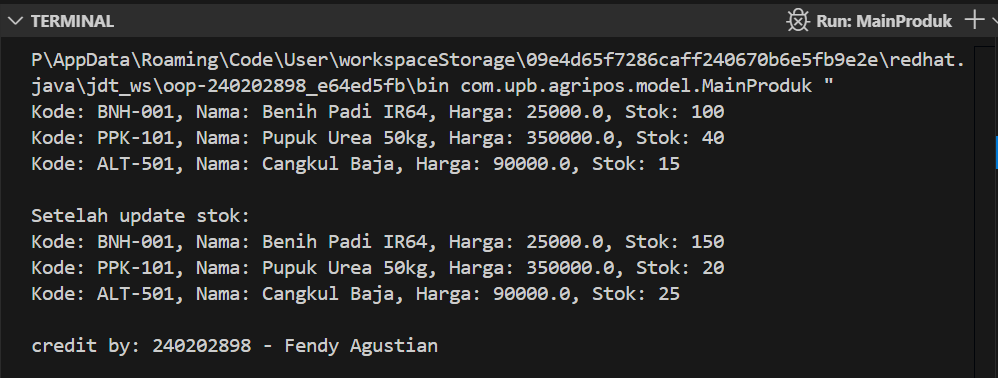 TERMINAL
Run: MainProduk
P\AppData\Roaming\Code\User\workspaceStorage\09e4d65f7286caff240670b6e5fb9e2e\redhat.
java\jdt_ws\oop-240202898_e64ed5fb\bin com.upb.agripos.model.MainProduk "
Kode: BNH-001, Nama: Benih Padi IR64, Harga: 25000.0, Stok: 100
Kode: PPK-101, Nama: Pupuk Urea 50kg, Harga: 350000.0, Stok: 40
Kode: ALT-501, Nama: Cangkul Baja, Harga: 90000.0, Stok: 15
Setelah update stok:
Kode: BNH-001, Nama: Benih Padi IR64, Harga: 25000.0, Stok: 150
Kode: PPK-101, Nama: Pupuk Urea 50kg, Harga: 350000.0, Stok: 20
Kode: ALT-501, Nama: Cangkul Baja, Harga: 90000.0, Stok: 25
credit by: 240202898 - Fendy Agustian